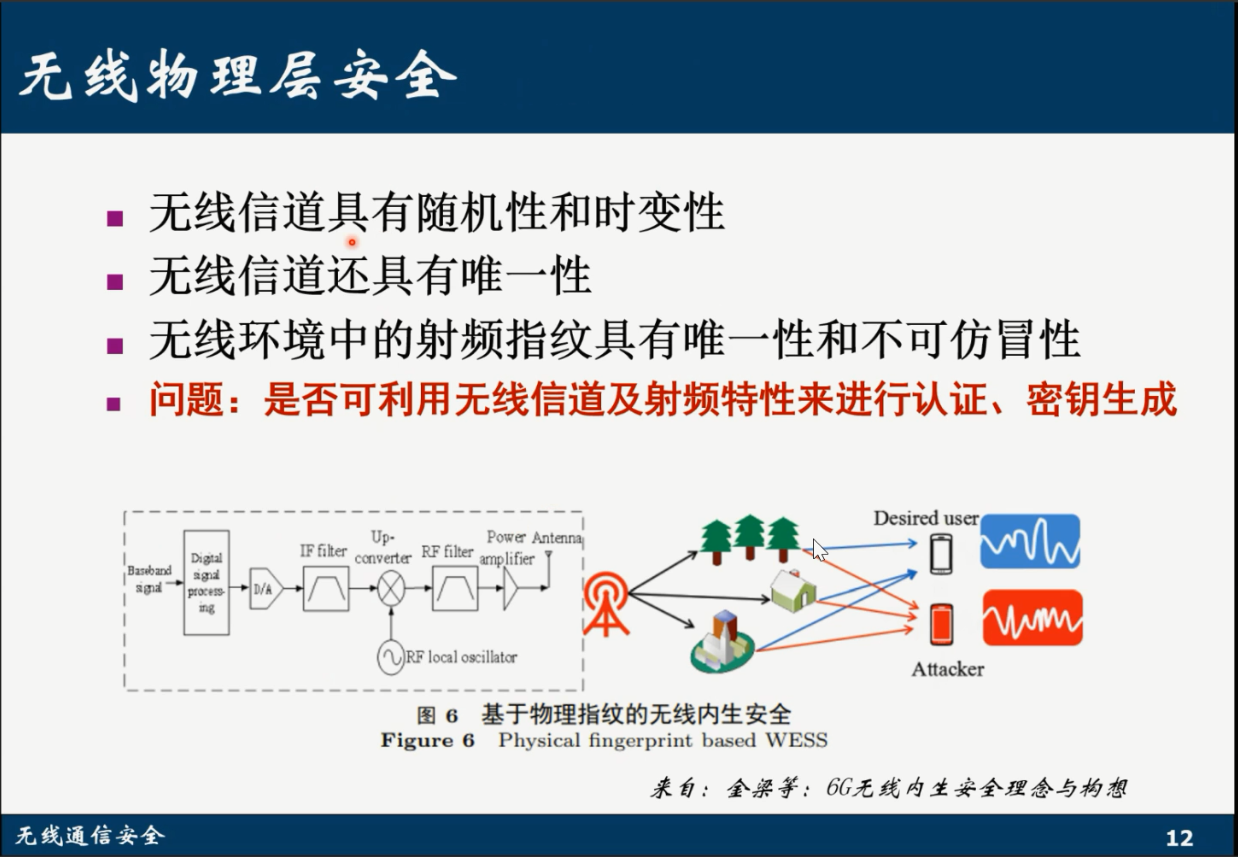 无线物理层安全
无线信道具有随机性和时变性
无线信道还具有唯一性
无线环境中的射频指纹具有唯一性和不可仿冒性
问题：是否可利用无线信道及射频特性来进行认证、密钥生成
Baseband
signal
Digital
signal
process-
ing
D/A
IF filter
Up-
converter
RF filter
Power
amplifier
Antenna
RF local oscillator
Desired user
Attacker
图 6 基于物理指纹的无线内生安全
Figure 6 Physical fingerprint based WESS
来自：金梁等：6G无线内生安全理念与构想
无线通信安全
12